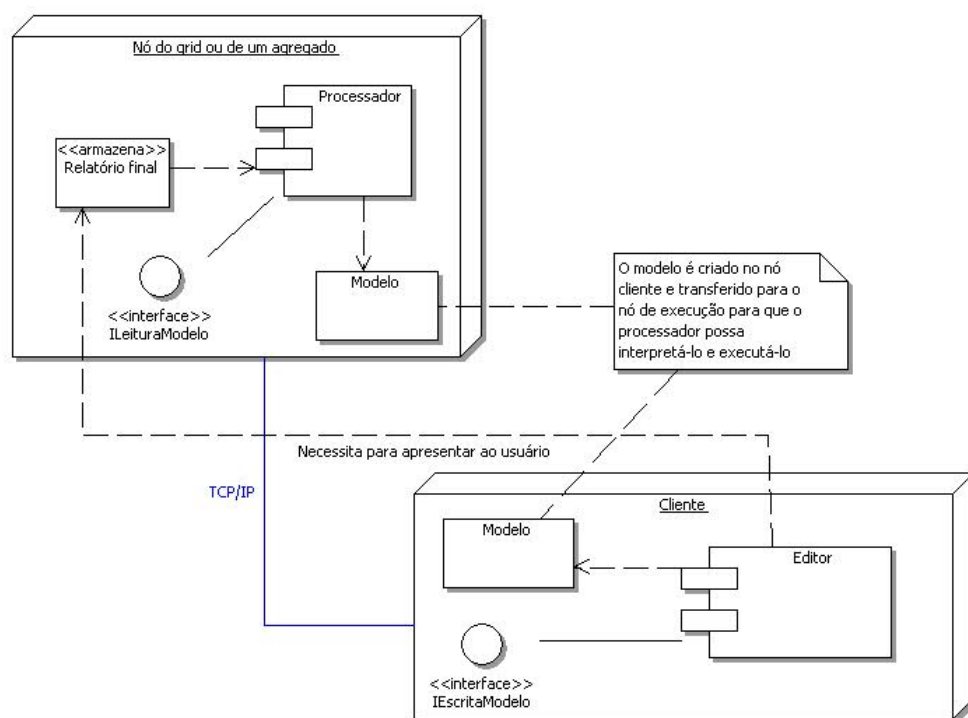 Nó do grid ou de um agregado
Processador
<<armazena>>
Relatório final
Modelo
<<interface>>
ILeituraModelo
O modelo é criado no nó
cliente e transferido para o
nó de execução para que o
processador possa
interpretá-lo e executá-lo
Necessita para apresentar ao usuário
TCP/IP
Cliente
Modelo
Editor
<<interface>>
IEscritaModelo